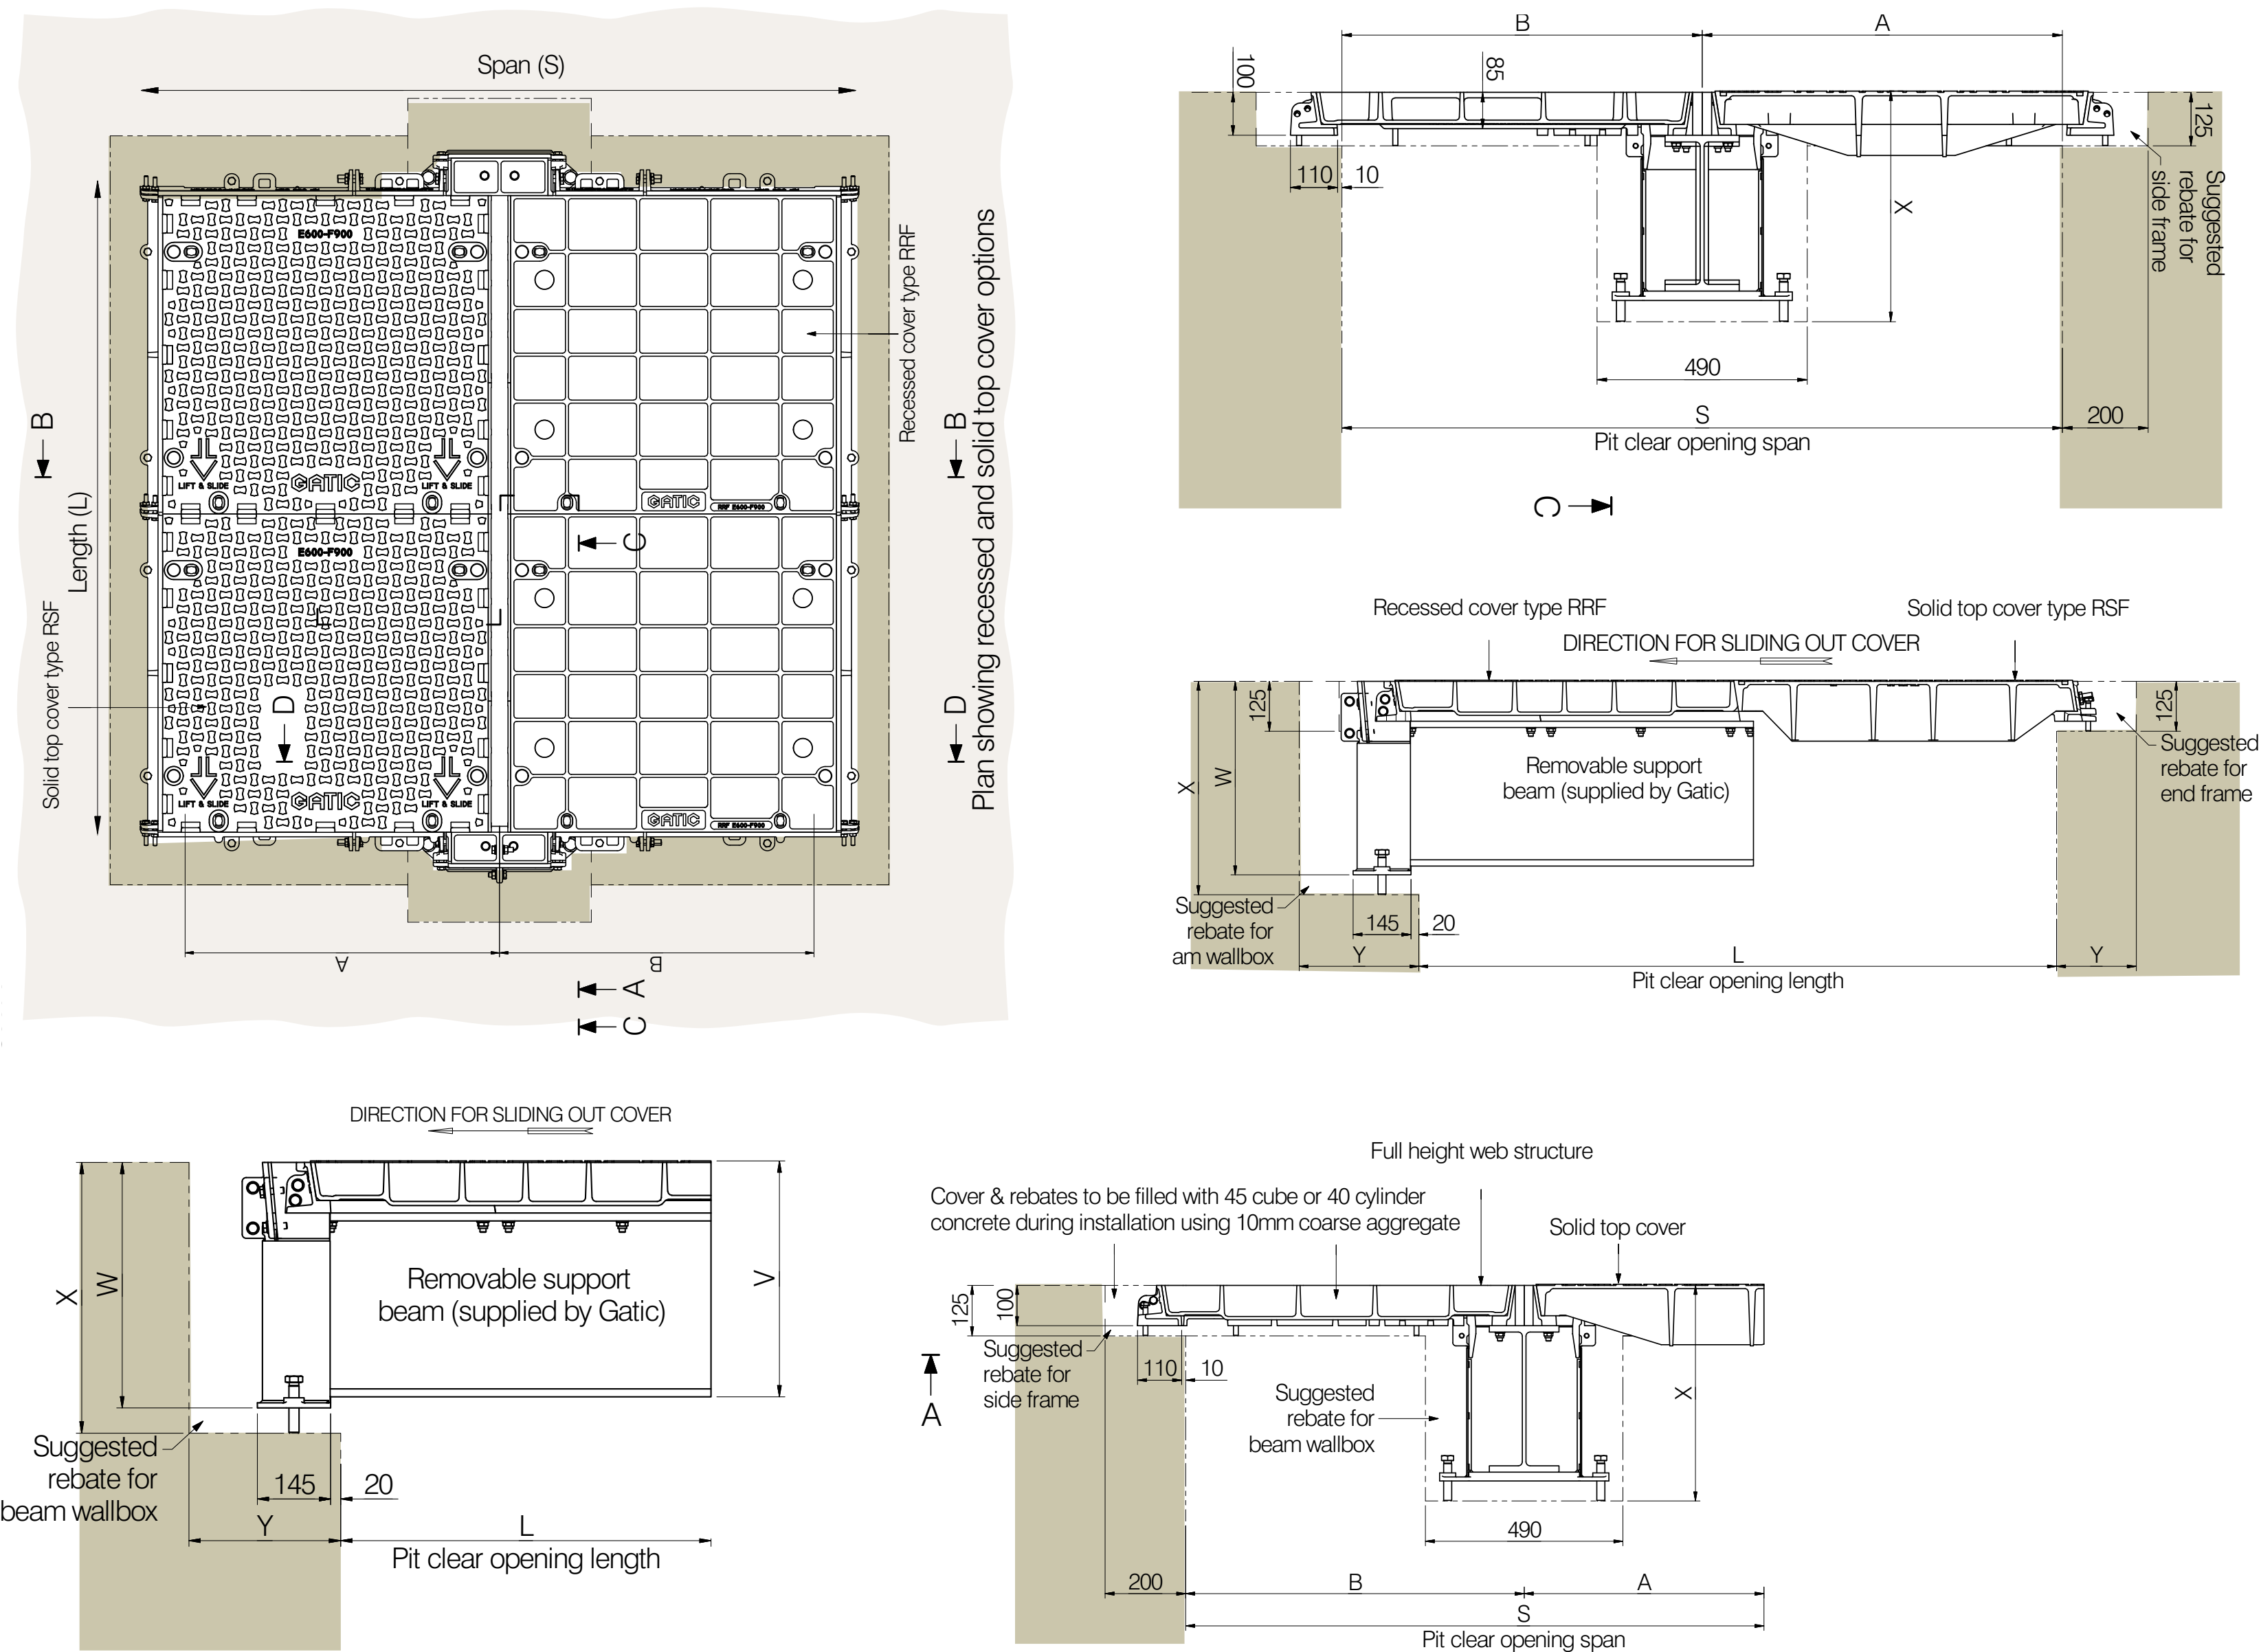 Span (S)
E600-F900
LIFT & SLIDE
GATIC
LIFT & SLIDE
GATIC
RRF E600-F900
E600-F900
LIFT & SLIDE
GATIC
LIFT & SLIDE
GATIC
RRF E600-F900
B
Length (L)
Solid top cover type RSF
D
C
L
Recessed cover type RRF
B
D
Plan showing recessed and solid top cover options
A
B
A
C
B
A
100
85
125
110
10
X
Suggested
rebate for
side frame
490
S
200
Pit clear opening span
C
Recessed cover type RRF
Solid top cover type RSF
DIRECTION FOR SLIDING OUT COVER
125
125
X
W
Removable support
beam (supplied by Gatic)
Suggested
rebate for
end frame
Suggested
rebate for
am wallbox
145
20
Y
L
Y
Pit clear opening length
DIRECTION FOR SLIDING OUT COVER
X
W
V
Removable support
beam (supplied by Gatic)
Suggested
rebate for
beam wallbox
145
20
Y
L
Pit clear opening length
Full height web structure
Cover & rebates to be filled with 45 cube or 40 cylinder
concrete during installation using 10mm coarse aggregate
Solid top cover
125
100
A
Suggested
rebate for
side frame
110
10
Suggested
rebate for
beam wallbox
X
490
200
B
A
S
Pit clear opening span